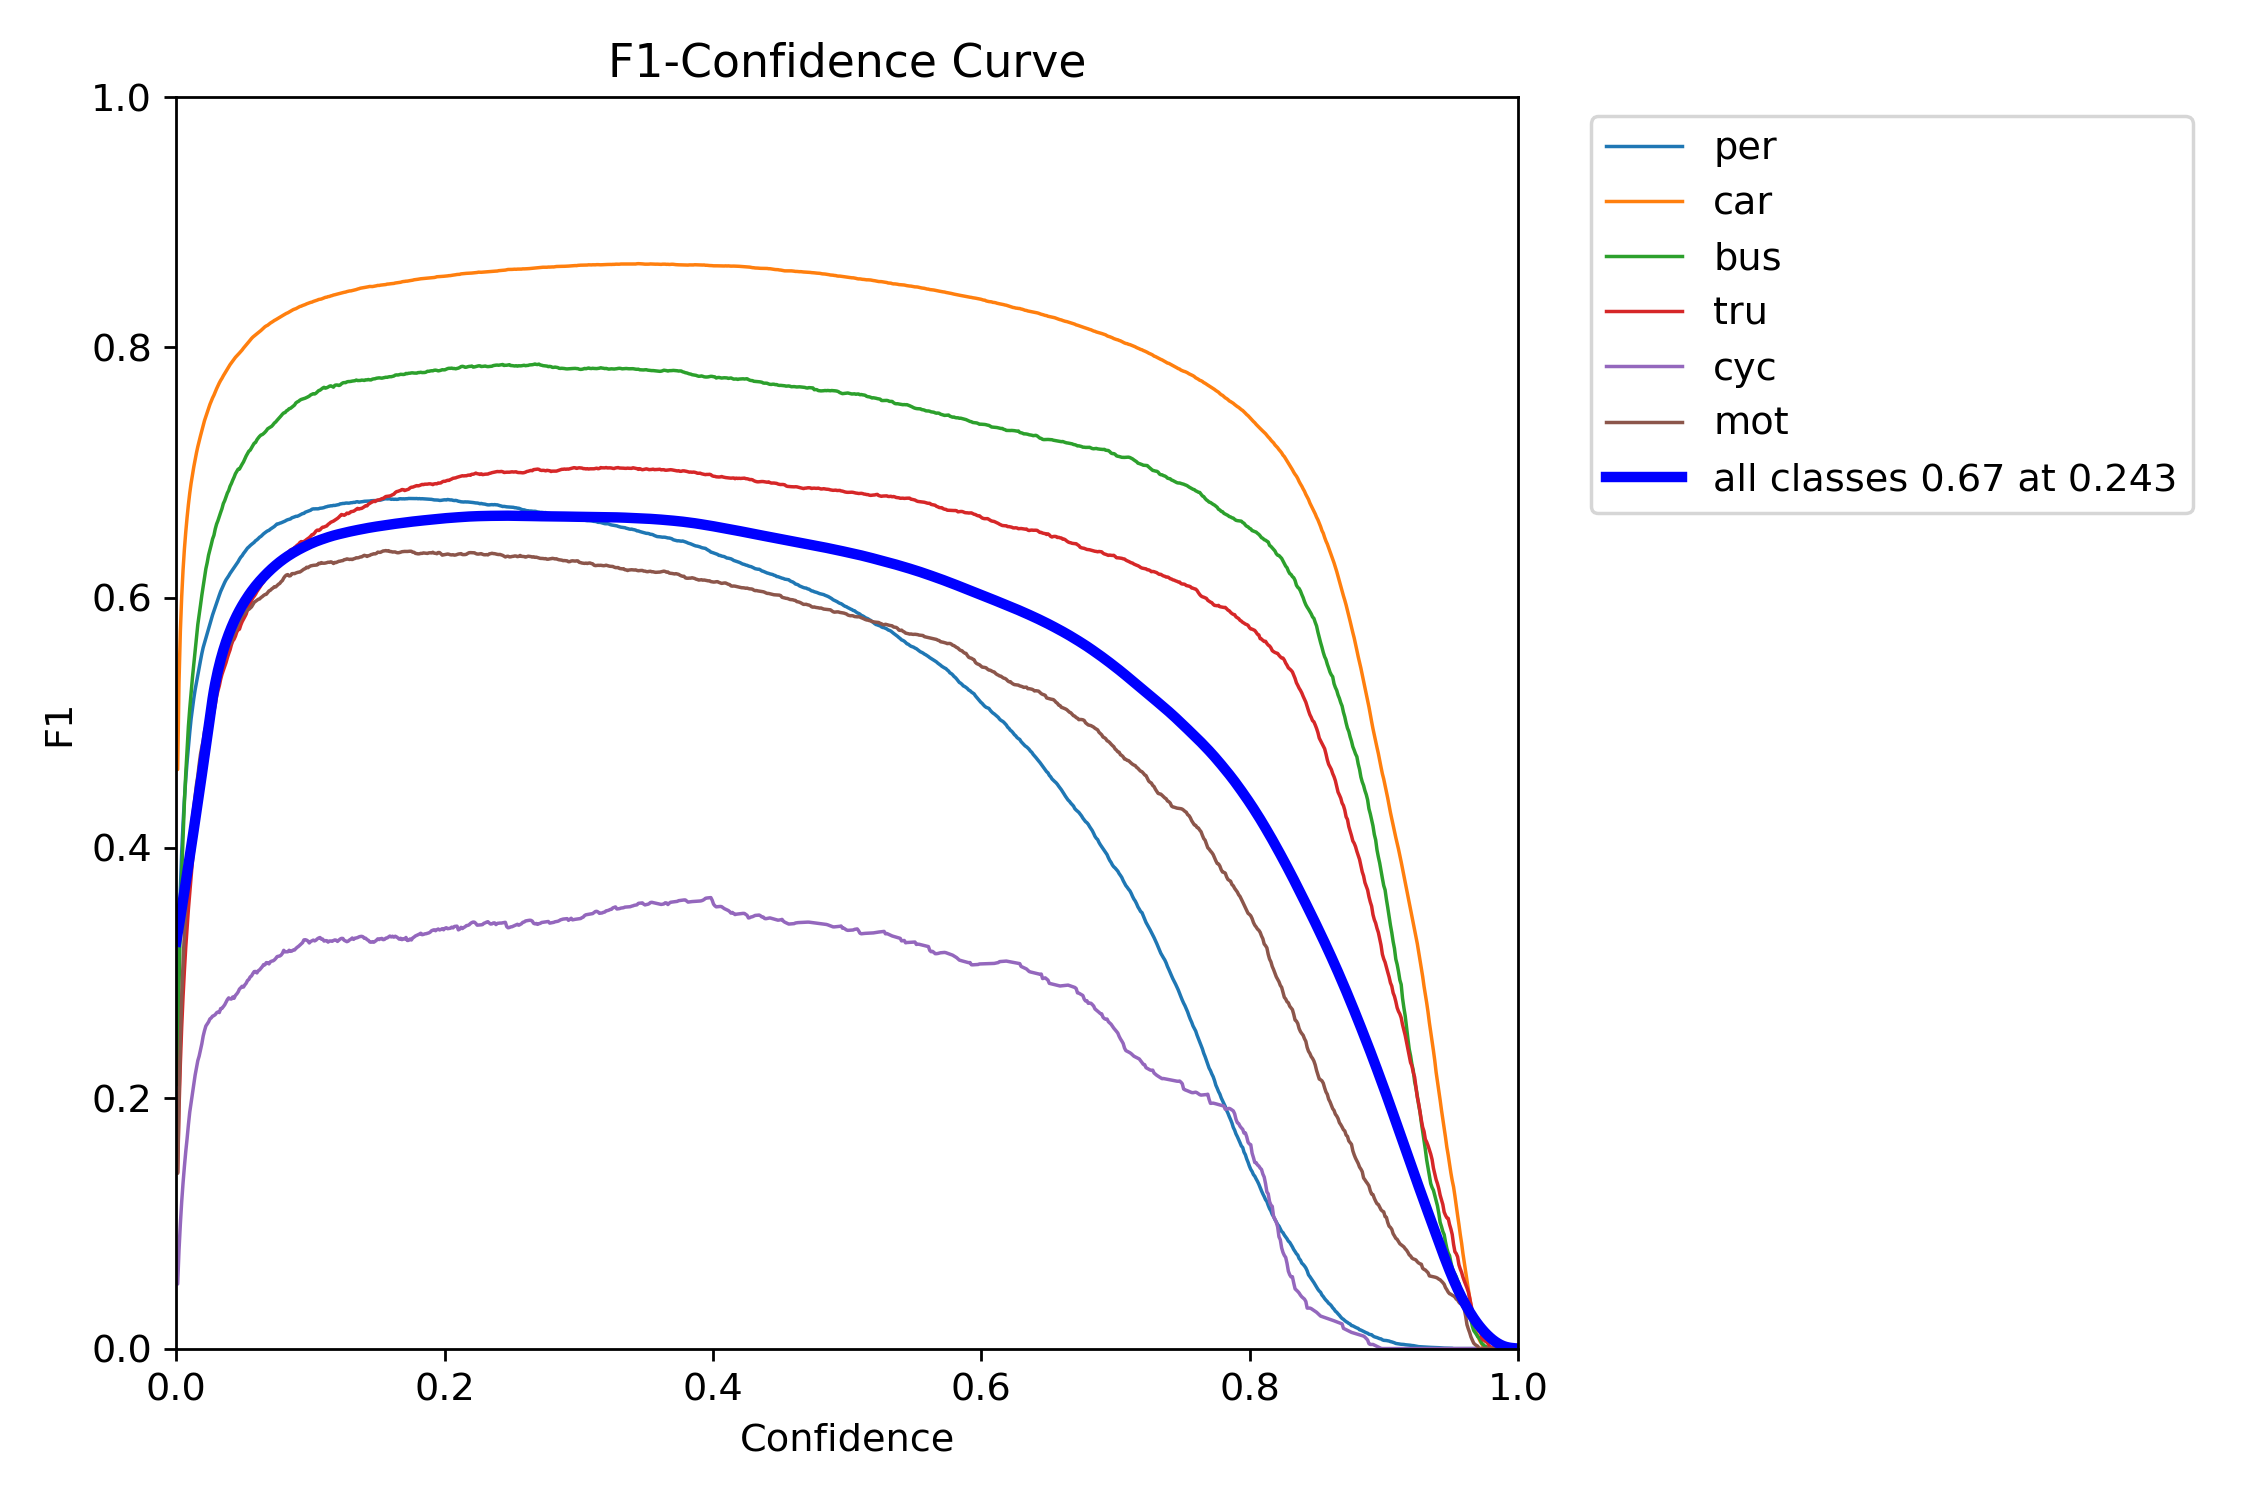 F1-Confidence Curve
1.0
0.8
0.6
0.4
0.2
0.0
F1
0.0 0.2 0.4 0.6 0.8 1.0
Confidence
per
car
bus
tru
cyc
mot
all classes 0.67 at 0.243